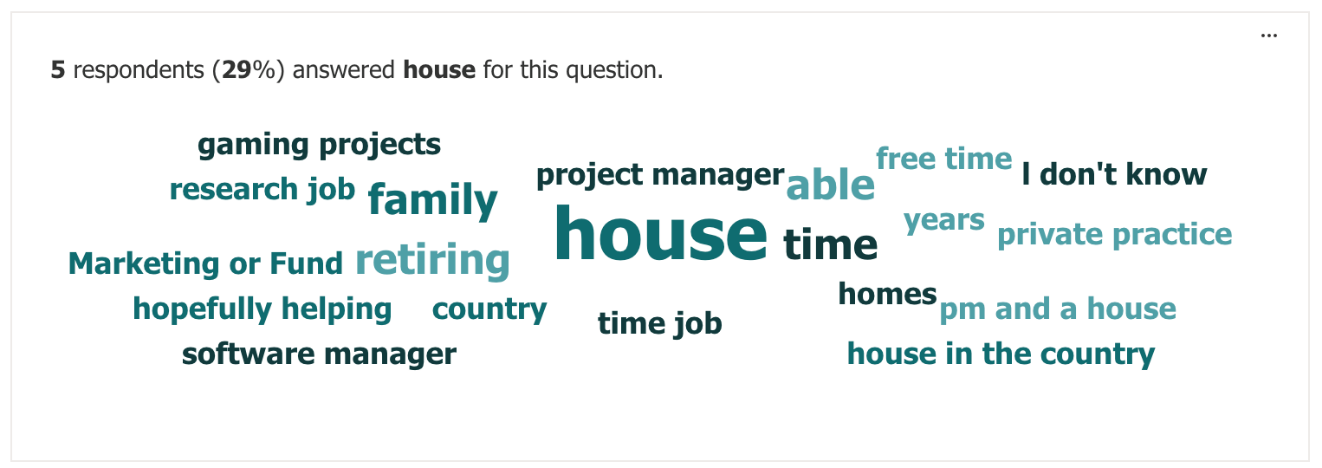 ...
5 respondents (29%) answered house for this question.
gaming projects
research job
family
Marketing or Fund
retiring
hopefully helping
country
software manager
project manager
able
free time
I don't know
house
time
years
private practice
time job
homes
pm and a house
house in the country